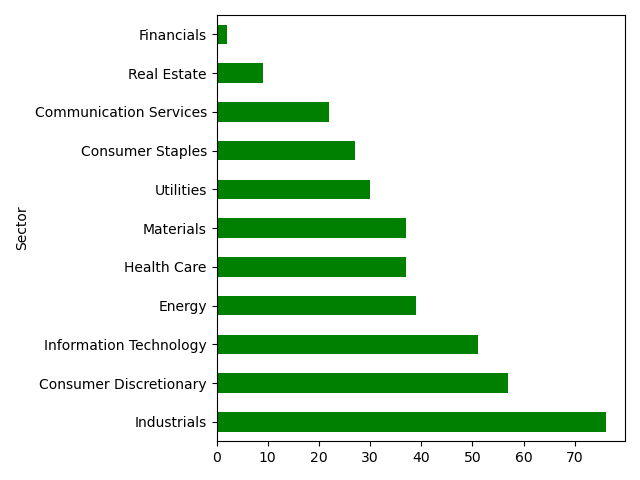 Financials
Real Estate
Communication Services
Consumer Staples
Utilities
Materials
Health Care
Energy
Information Technology
Consumer Discretionary
Industrials
Sector
0 10 20 30 40 50 60 70